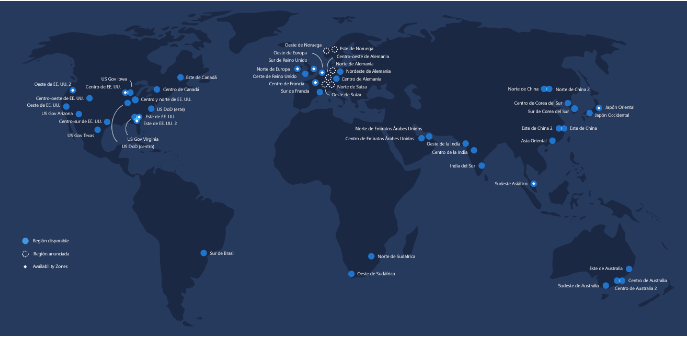 Oeste de Noruega
Este de Noruega
Oeste de Europa
Centro-oeste de Alemania
Sur de Reino Unido
Norte de Alemania
Norte de Europa
Nordeste de Alemania
Oeste de Reino Unido
Centro de Alemania
Centro de Francia
Norte de Suiza
Sur de Francia
Oeste de Suiza
Este de Canadá
US Gov Iowa
Oeste de EE. UU. 2
Centro de EE. UU.
Centro de Canadá
Centro-oeste de EE. UU.
Centro y norte de EE. UU.
Oeste de EE. UU.
US DoD (este)
US Gov Arizona
Este de EE. UU.
Centro-sur de EE. UU.
Este de EE. UU. 2
US Gov Texas
US Gov Virginia
US DoD (centro)
Norte de China
Norte de China 2
Centro de Corea del Sur
Japón Oriental
Sur de Corea del Sur
Japón Occidental
Este de China 2
Este de China
Asia Oriental
Norte de Emiratos Árabes Unidos
Centro de Emiratos Árabes Unidos
Oeste de la India
Centro de la India
India del Sur
Sudeste Asiático
Región disponible
Región anunciada
Availability Zones
Sur de Brasil
Norte de Sudáfrica
Oeste de Sudáfrica
Este de Australia
Centro de Australia
Sudeste de Australia
Centro de Australia 2